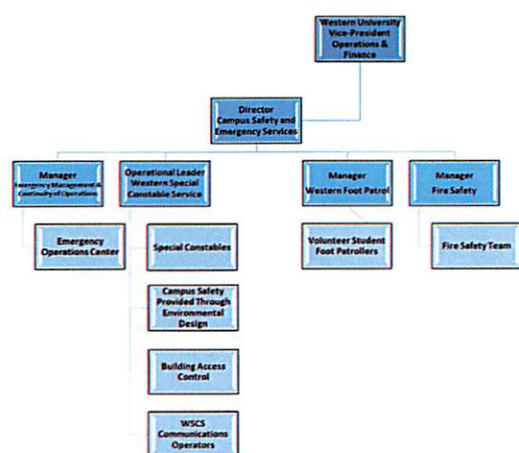 Western University
Vice-President
Operations &
Finance
Director
Campus Safety and
Emergency Services
Manager
Emergency Management &
Continuity of Operations
Operational Leader
Western Special
Constable Service
Manager
Western Foot Patrol
Manager
Fire Safety
Emergency
Operations Center
Special Constables
Volunteer Student
Foot Patrollers
Fire Safety Team
Campus Safety
Provided Through
Environmental
Design
Building Access
Control
WSCS
Communications
Operators